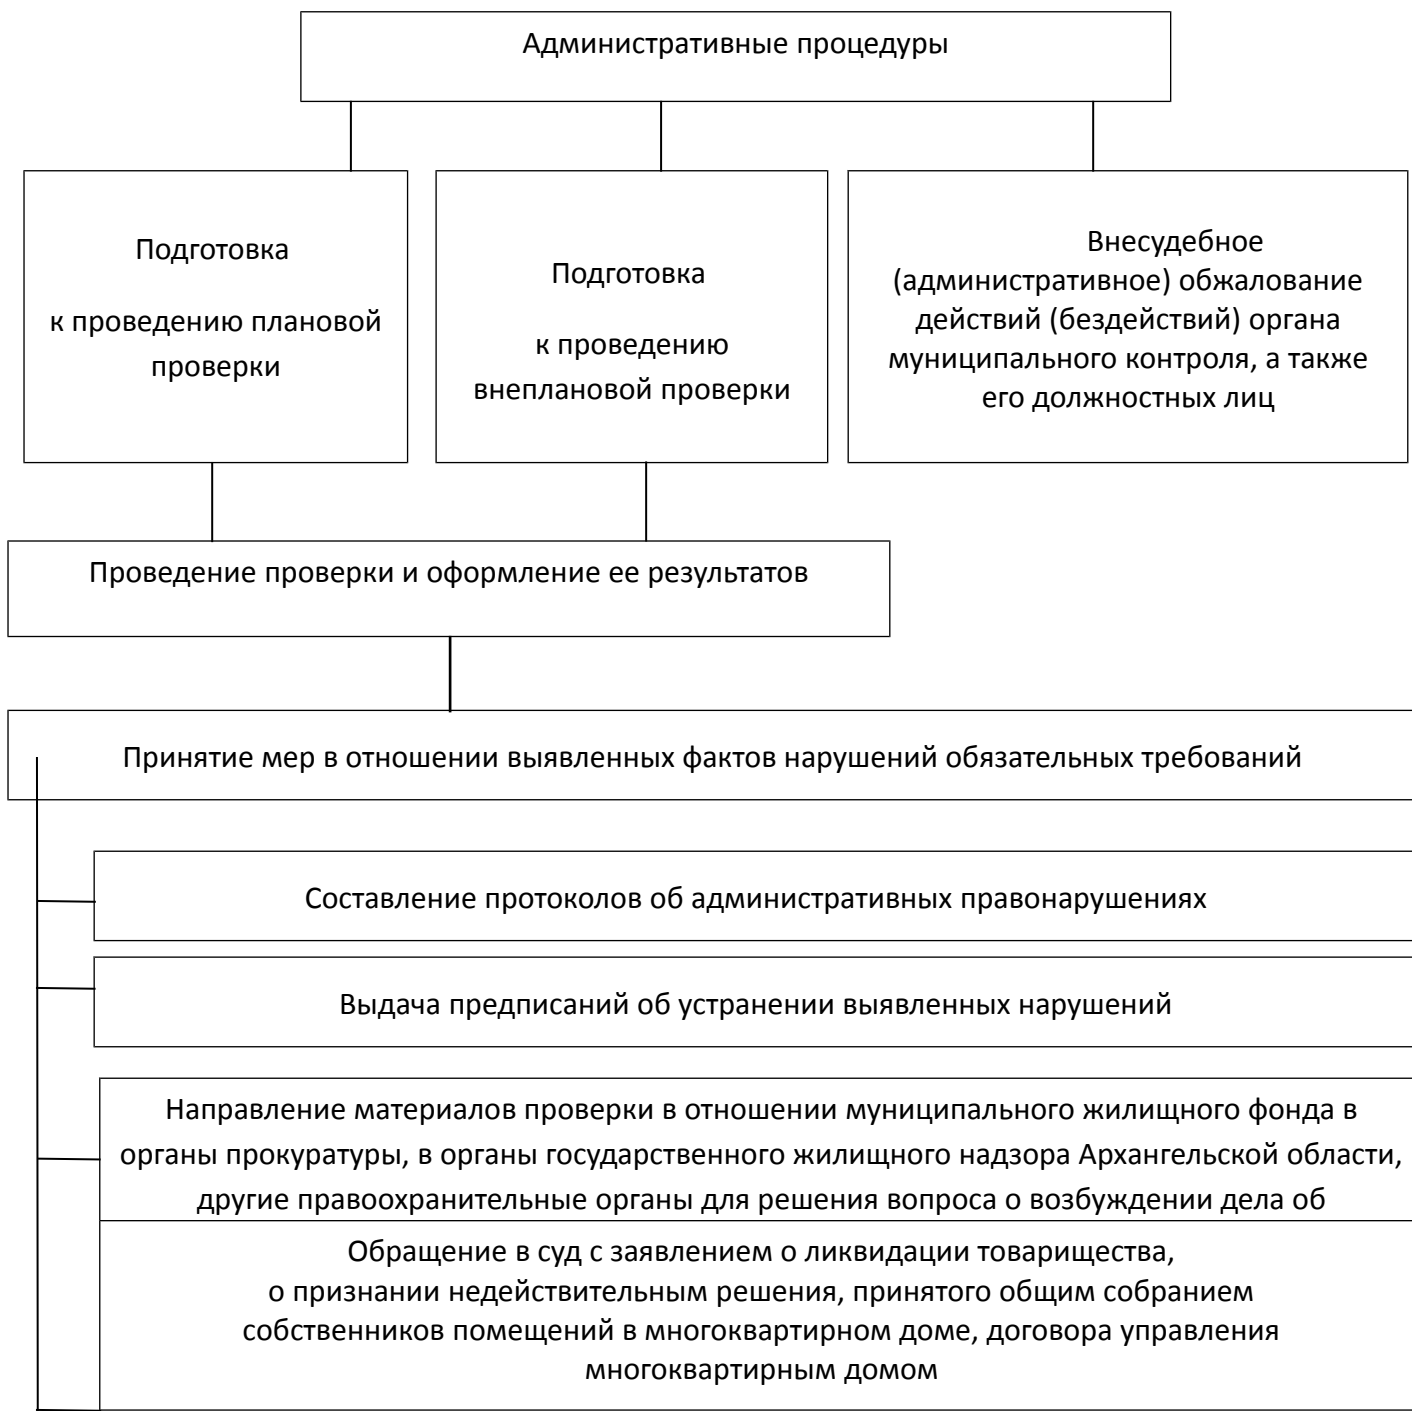 Административные процедуры
Подготовка
к проведению плановой
проверки
Подготовка
к проведению
внеплановой проверки
Внесудебное
(административное) обжалование
действий (бездействий) органа
муниципального контроля, а также
его должностных лиц
Проведение проверки и оформление ее результатов
Принятие мер в отношении выявленных фактов нарушений обязательных требований
Составление протоколов об административных правонарушениях
Выдача предписаний об устранении выявленных нарушений
Направление материалов проверки в отношении муниципального жилищного фонда в
органы прокуратуры, в органы государственного жилищного надзора Архангельской области,
другие правоохранительные органы для решения вопроса о возбуждении дела об
Обращение в суд с заявлением о ликвидации товарищества,
о признании недействительным решения, принятого общим собранием
собственников помещений в многоквартирном доме, договора управления
многоквартирным домом